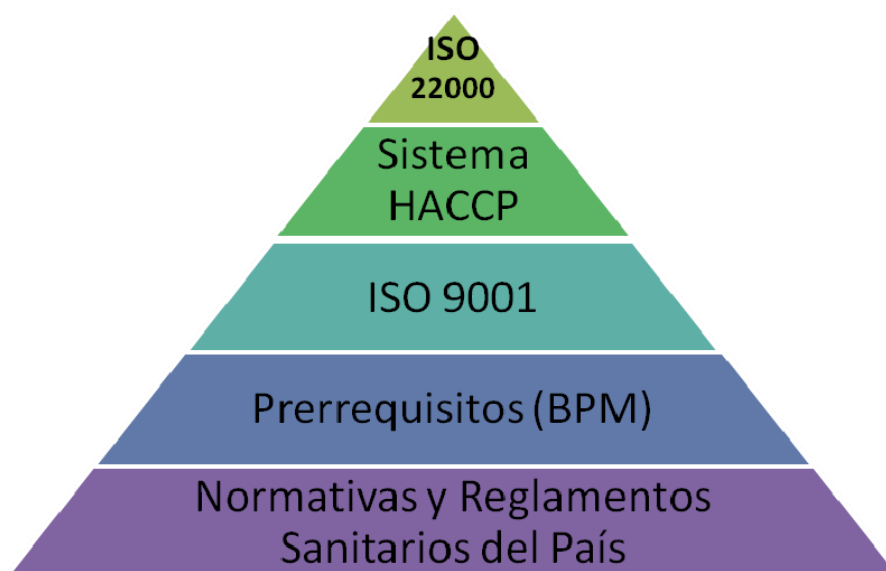 ISO
22000
Sistema
HACCP
ISO 9001
Prerrequisitos (BPM)
Normativas y Reglamentos
Sanitarios del País